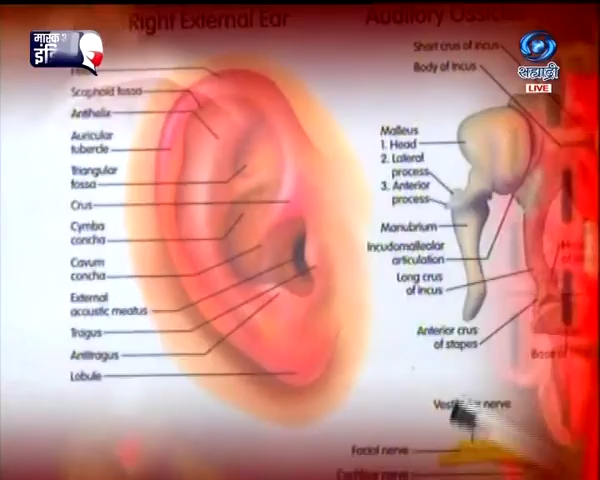 Right External Ear
Scaphoid fossa
Antihelix
Auricular
tubercle
Triangular
fossa
Crus
Cymba
concha
Cavum
concha
External
acoustic meatus
Tragus
Antitragus
Lobule
Auditory
Short crus of incus
Body of Incus
Malleus
1. Head
2. Lateral
process
3. Anterior
process
Manubrium
Incudomalleolar
articulation
Long crus
of incus
Anterior crus
of stapes
nerve
Facial nerve
मास्क
सह्याद्री
LIVE